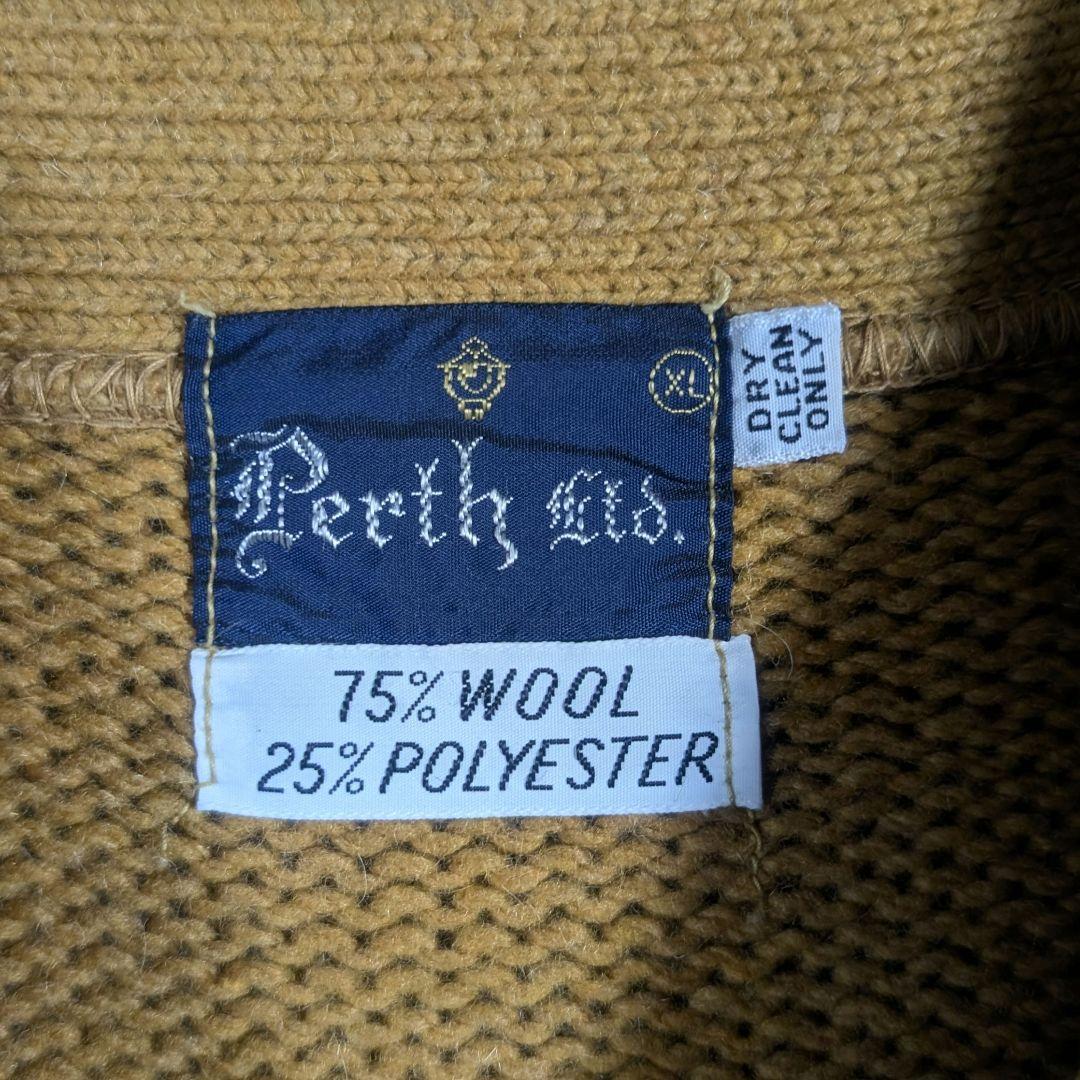 XL
Perth Ltd.
DRY
CLEAN
ONLY
75% WOOL
25% POLYESTER